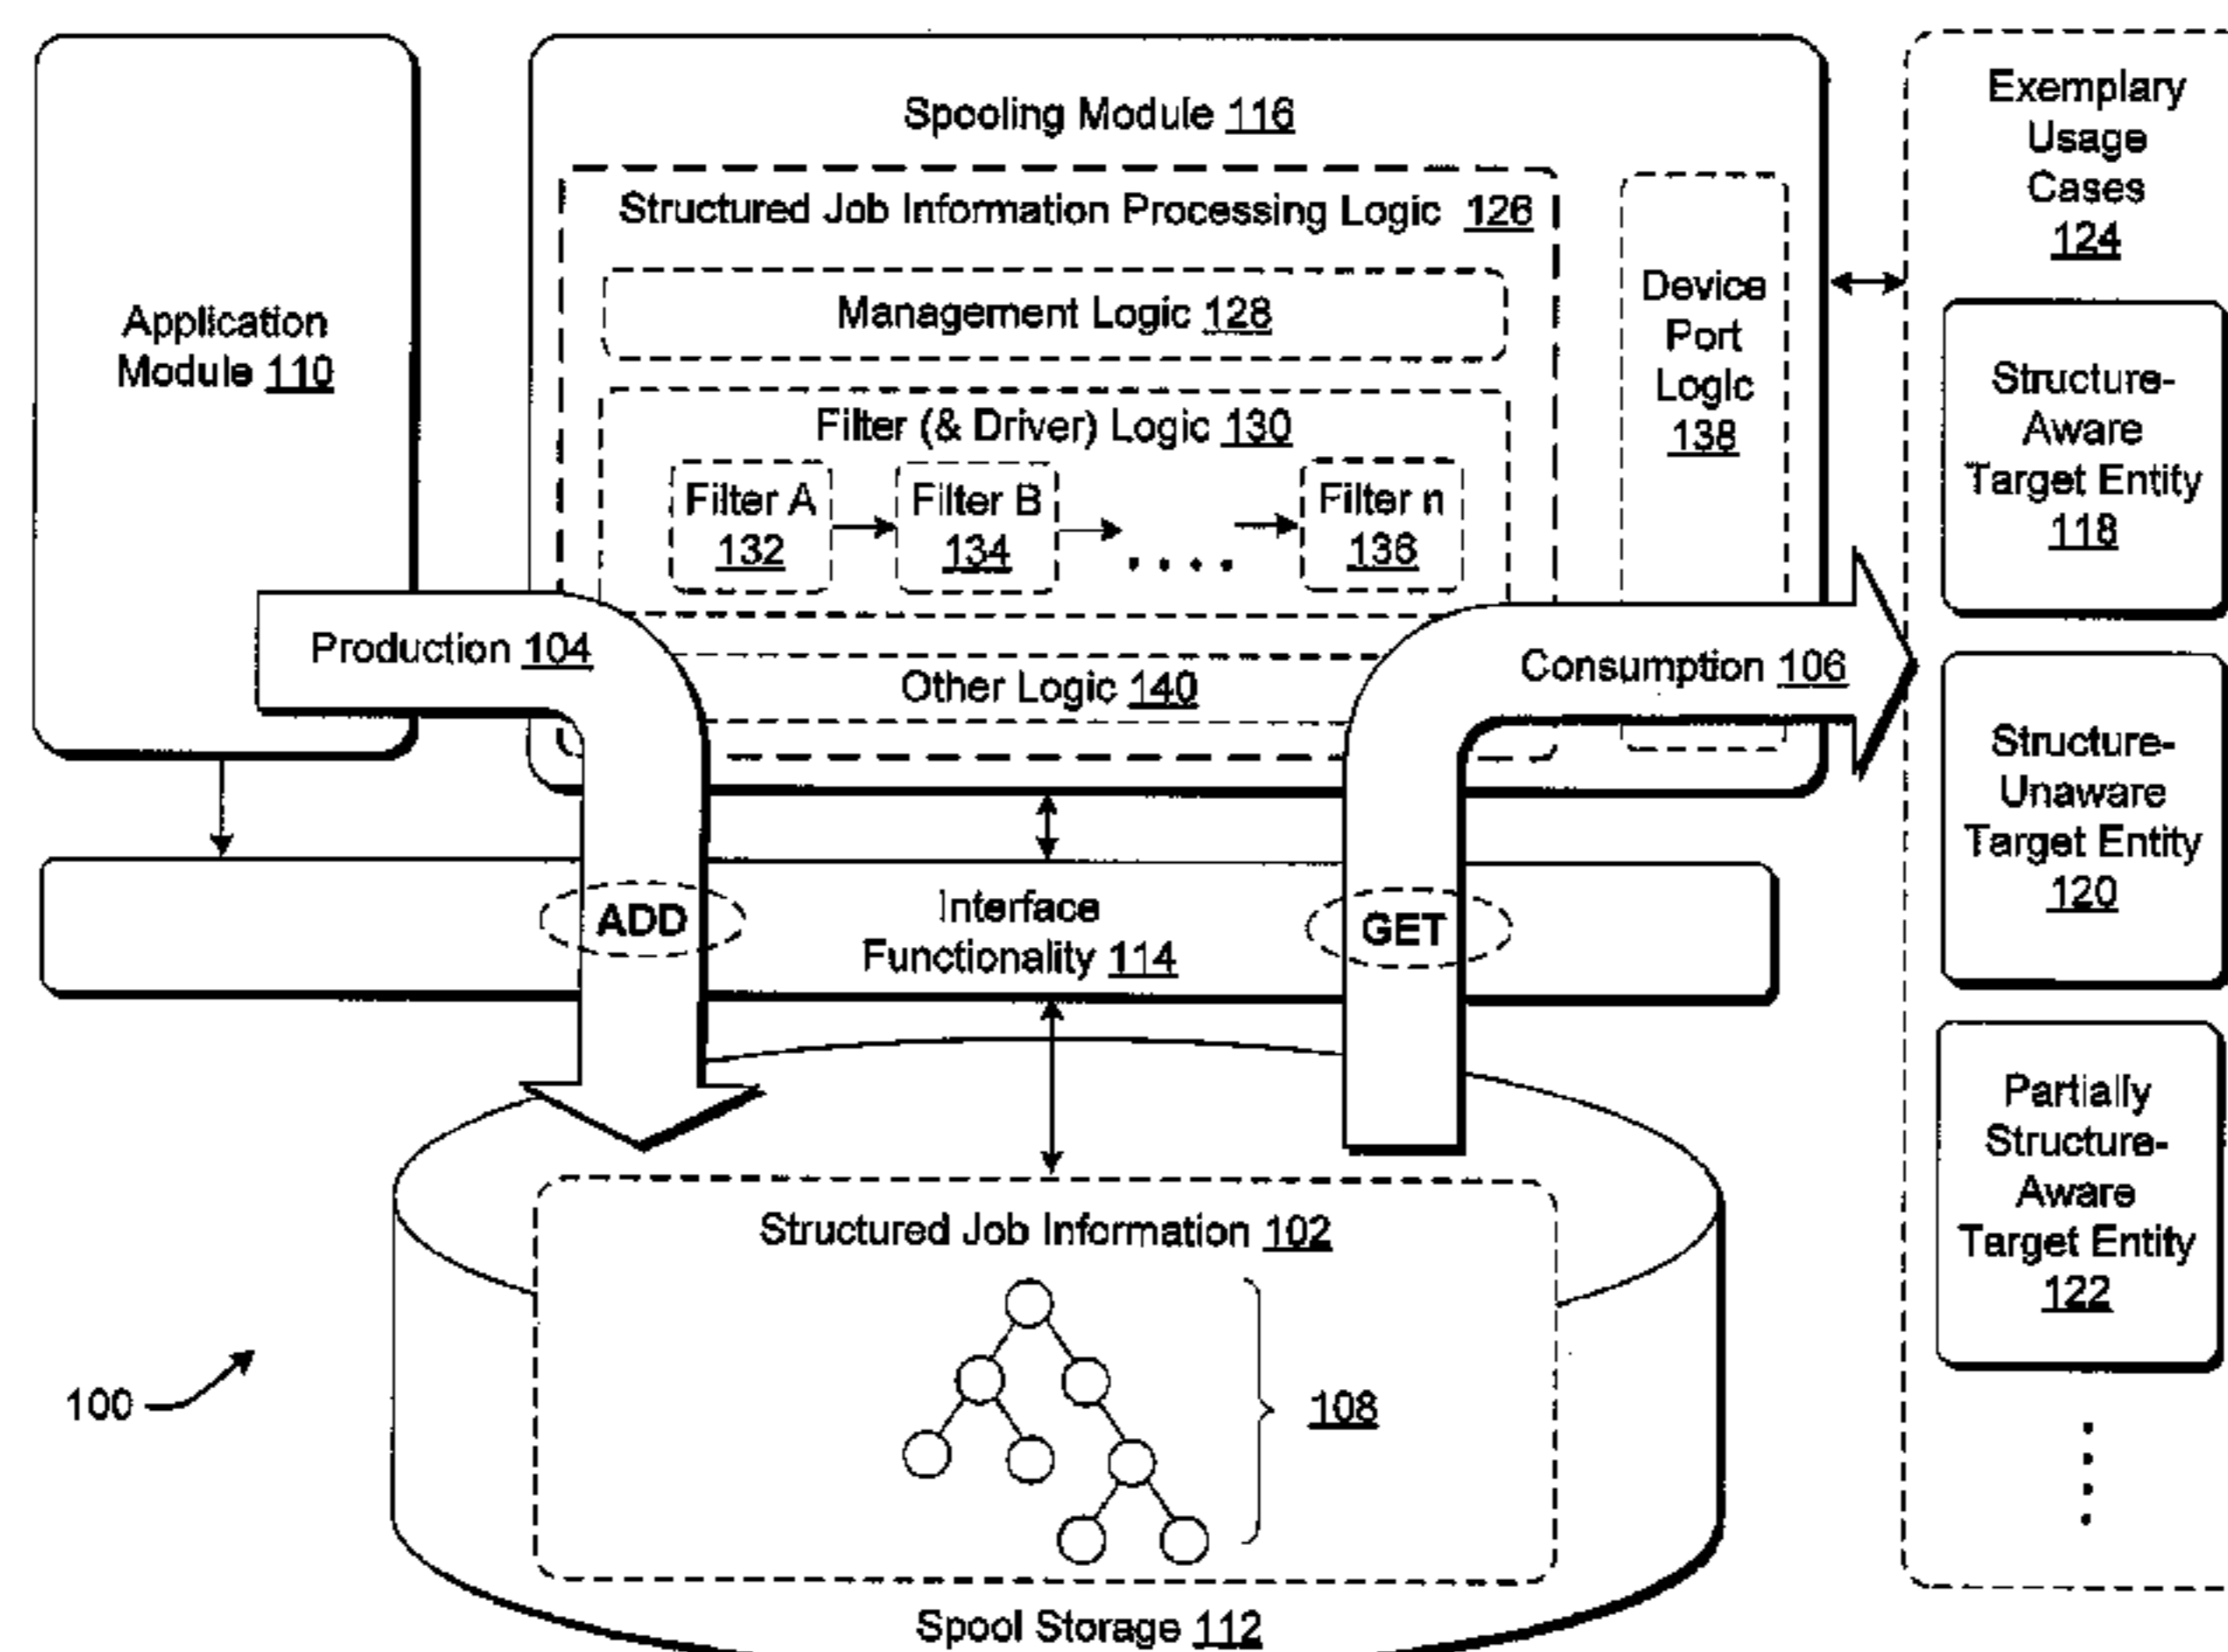 Application
Module 110
Spooling Module 116
Structured Job Information Processing Logic 126
Management Logic 128
Filter (& Driver) Logic 130
Filter A
132
Filter B
134
. . . .
Filter n
136
Device
Port
Logic
138
Other Logic 140
Production 104
Consumption 106
Exemplary
Usage
Cases
124
Structure-
Aware
Target Entity
118
Structure-
Unaware
Target Entity
120
Partially
Structure-
Aware
Target Entity
122
ADD
Interface
Functionality 114
GET
Structured Job Information 102
108
100
Spool Storage 112